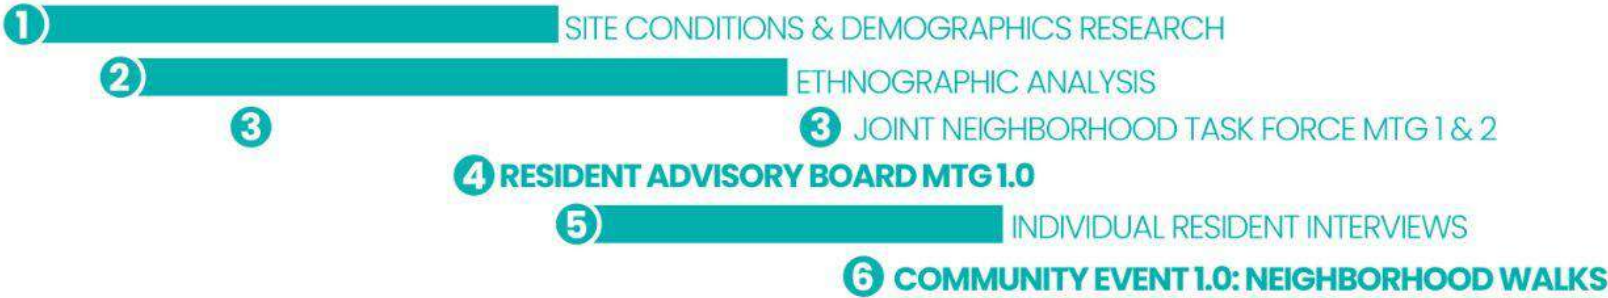 1 SITE CONDITIONS & DEMOGRAPHICS RESEARCH
2 ETHNOGRAPHIC ANALYSIS
3 3 JOINT NEIGHBORHOOD TASK FORCE MTG 1 & 2
4 RESIDENT ADVISORY BOARD MTG 1.0
5 INDIVIDUAL RESIDENT INTERVIEWS
6 COMMUNITY EVENT 1.0: NEIGHBORHOOD WALKS